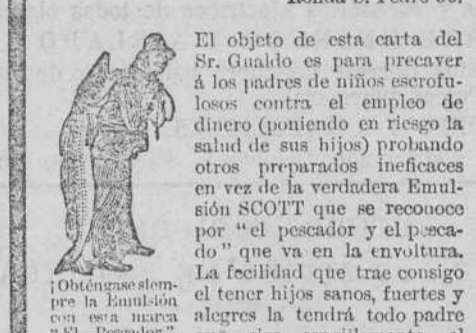 Ronda S. Pedro
El objeto de esta carta del
Sr. Gualdo es para precaver
á los padres de niños escrofu-
losos contra el empleo de
dinero (poniendo en riesgo la
salud de sus hijos) probando
otros preparados ineficaces
en vez de la verdadera Emul-
sión SCOTT que se reconoce
por "el pescador y el pesca-
do" que va en la envoltura.
La fecilidad que trae consigo
el tener hijos sanos, fuertes y
alegres la tendrá todo padre
¡Obténgase siem-
pre la Emulsión
con esta marca
"El Pescador"